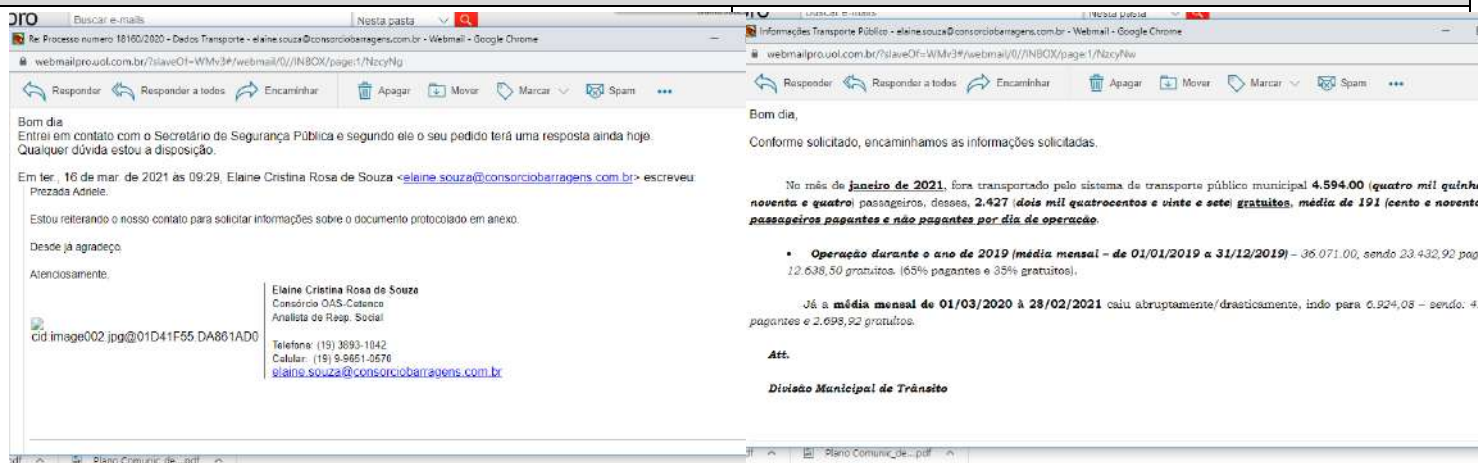 pro
Buscar e-mails
Nesta pasta
Re: Processo numero 18160/2020 - Dados Transporte - elaine.souza@consorciobarragens.com.br - Webmail - Google Chrome
webmailpro.uol.com.br/?slaveOf=WMv3#/webmail/0//INBOX/page:1/NzcyNg
Responder Responder a todos Encaminhar Apagar Mover Marcar Spam
Bom dia
Entrei em contato com o Secretário de Segurança Pública e segundo ele o seu pedido terá uma resposta ainda hoje.
Qualquer dúvida estou a disposição.
Em ter., 16 de mar. de 2021 às 09:29, Elaine Cristina Rosa de Souza <elaine.souza@consorciobarragens.com.br> escreveu:
Prezada Adriele.
Estou reiterando o nosso contato para solicitar informações sobre o documento protocolado em anexo.
Desde já agradeço.
Atenciosamente.
cid:image002.jpg@01D41F55.DA861AD0
Elaine Cristina Rosa de Souza
Consórcio OAS-Cetenco
Analista de Resp. Social
Telefone: (19) 3893-1042
Celular: (19) 9-9651-0576
elaine.souza@consorciobarragens.com.br
Plano Comunic_de....pdf
Buscar e-mails
Nesta pasta
Informações Transporte Público - elaine.souza@consorciobarragens.com.br - Webmail - Google Chrome
webmailpro.uol.com.br/?slaveOf=WMv3#/webmail/0//INBOX/page:1/NzcyNw
Responder Responder a todos Encaminhar Apagar Mover Marcar Spam
Bom dia,
Conforme solicitado, encaminhamos as informações solicitadas.
No mês de janeiro de 2021, fora transportado pelo sistema de transporte público municipal 4.594.00 (quatro mil quinh
noventa e quatro) passageiros, desses, 2.427 (dois mil quatrocentos e vinte e sete) gratuitos, média de 191 (cento e novent
passageiros pagantes e não pagantes por dia de operação.
• Operação durante o ano de 2019 (média mensal – de 01/01/2019 a 31/12/2019) – 36.071.00, sendo 23.432,92 pag
12.638,50 gratuitos. (65% pagantes e 35% gratuitos).
Já a média mensal de 01/03/2020 à 28/02/2021 caiu abruptamente/drasticamente, indo para 6.924,08 – sendo: 4
pagantes e 2.698,92 gratuitos.
Att.
Divisão Municipal de Trânsito
Plano Comunic_de....pdf